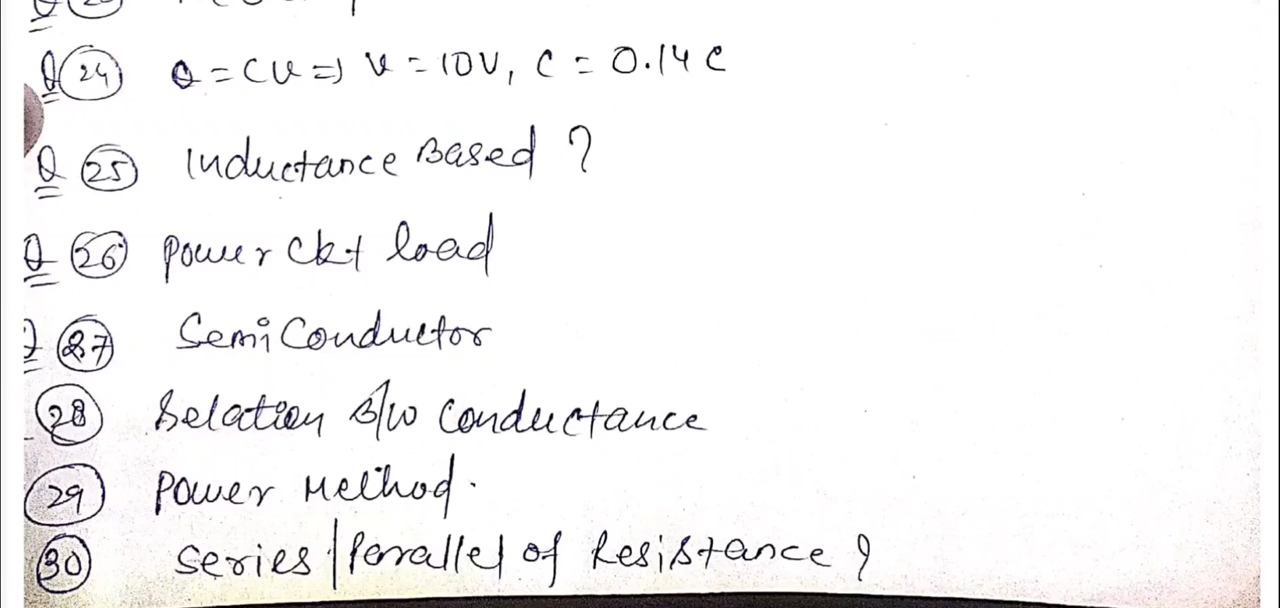 Q 24 Q = CV => V = 10V, C = 0.14 C
Q 25 Inductance Based ?
Q 26 Power Ckt load
Q 27 Semi Conductor
28 Relation B/W Conductance
29 Power Method.
30 Series / Parallel of Resistance ?